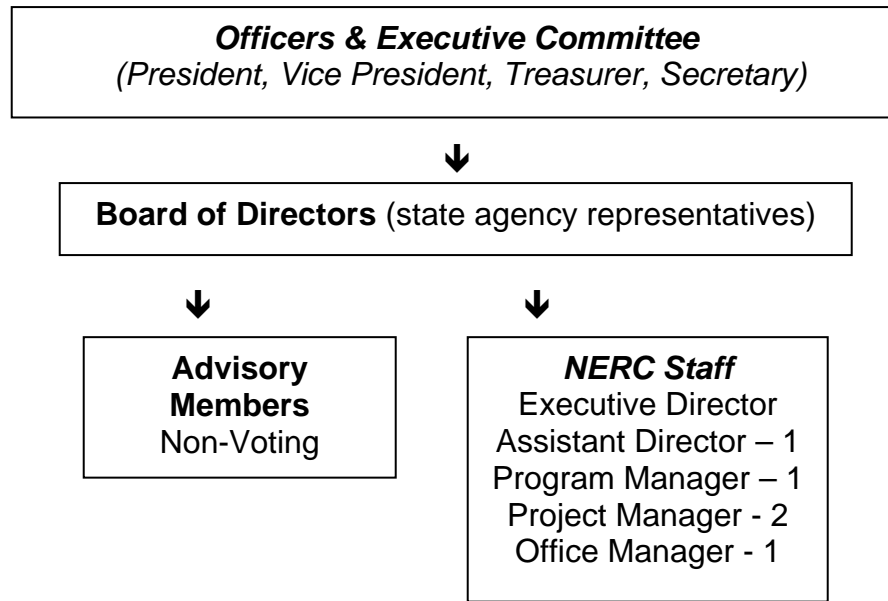 Officers & Executive Committee
(President, Vice President, Treasurer, Secretary)
Board of Directors (state agency representatives)
Advisory
Members
Non-Voting
NERC Staff
Executive Director
Assistant Director – 1
Program Manager – 1
Project Manager - 2
Office Manager - 1